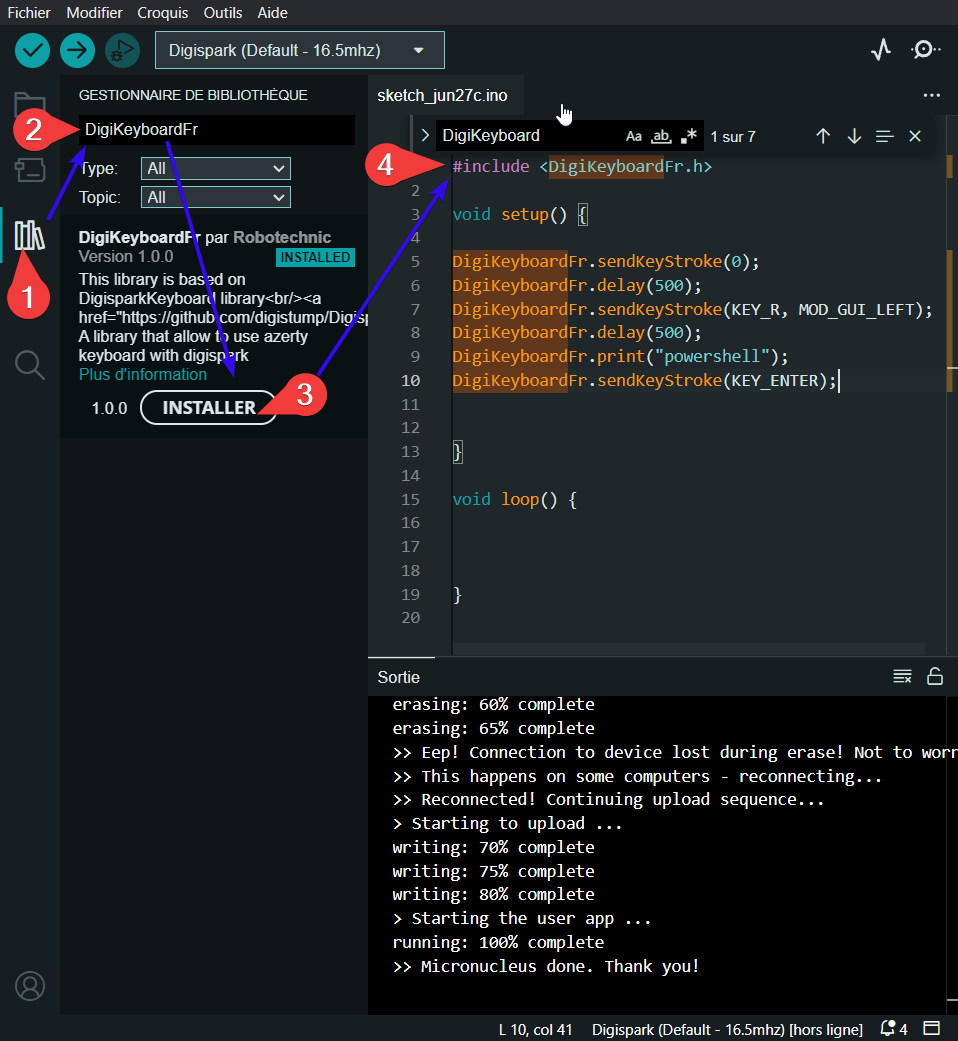 Fichier Modifier Croquis Outils Aide
Digispark (Default - 16.5mhz)
GESTIONNAIRE DE BIBLIOTHÈQUE
2
DigiKeyboardFr
Type: All
Topic: All
1
DigiKeyboardFr par Robotechnic
Version 1.0.0 INSTALLED
This library is based on
DigisparkKeyboard library<br/><a
href="https://github.com/digistump/Digisp
A library that allow to use azerty
keyboard with digispark
Plus d'information
1.0.0 INSTALLER 3
sketch_jun27c.ino
DigiKeyboard Aa ab 1 sur 7
4 #include <DigiKeyboardFr.h>
2
3 void setup() {
4
5 DigiKeyboardFr.sendKeyStroke(0);
6 DigiKeyboardFr.delay(500);
7 DigiKeyboardFr.sendKeyStroke(KEY_R, MOD_GUI_LEFT);
8 DigiKeyboardFr.delay(500);
9 DigiKeyboardFr.print("powershell");
10 DigiKeyboardFr.sendKeyStroke(KEY_ENTER);
11
12
13 }
14
15 void loop() {
16
17
18
19 }
20
Sortie
erasing: 60% complete
erasing: 65% complete
>> Eep! Connection to device lost during erase! Not to worr
>> This happens on some computers - reconnecting...
>> Reconnected! Continuing upload sequence...
> Starting to upload ...
writing: 70% complete
writing: 75% complete
writing: 80% complete
> Starting the user app ...
running: 100% complete
>> Micronucleus done. Thank you!
L 10, col 41 Digispark (Default - 16.5mhz) [hors ligne] 4